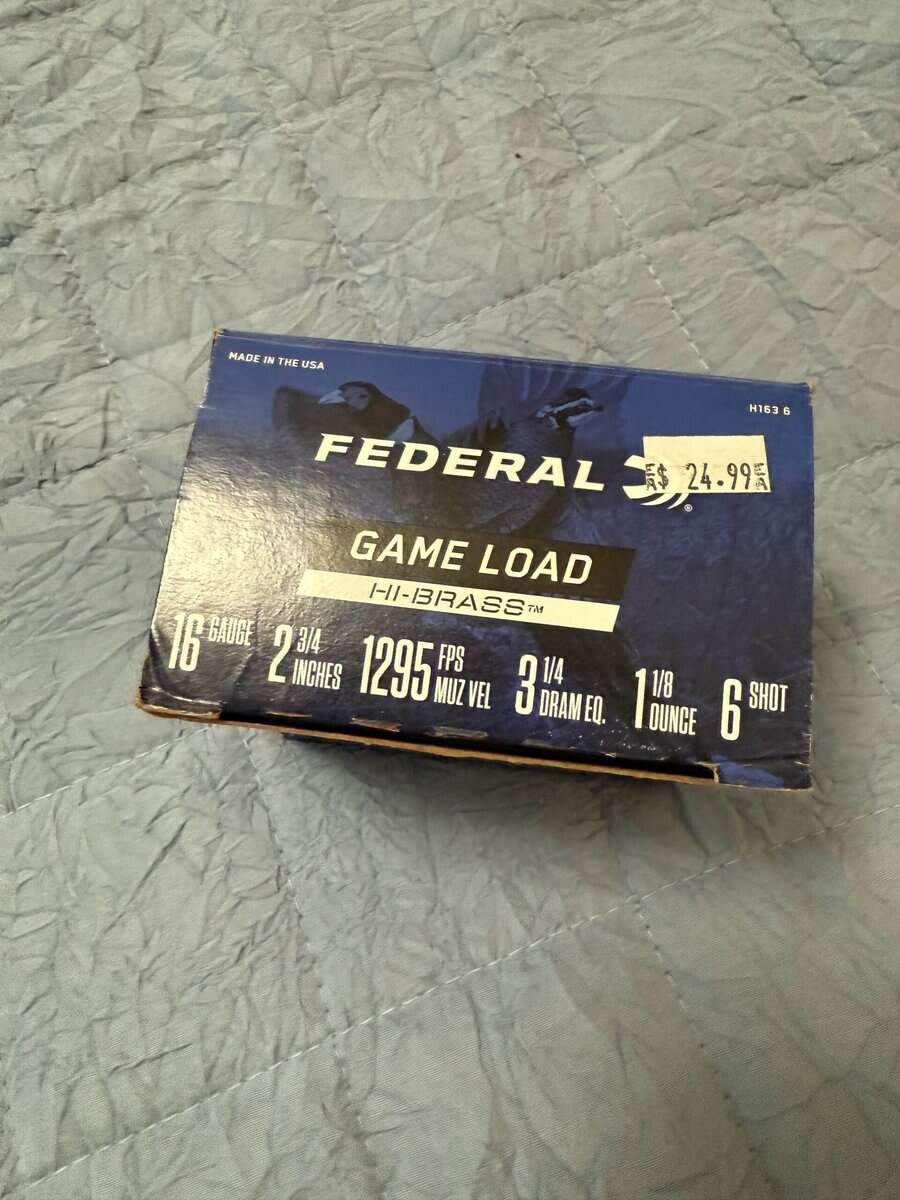 MADE IN THE USA
H163 6
FEDERAL ®
$ 24.99
GAME LOAD
HI-BRASS™
16 GAUGE
2 3/4 INCHES
1295 FPS MUZ VEL
3 1/4 DRAM EQ.
1 1/8 OUNCE
6 SHOT